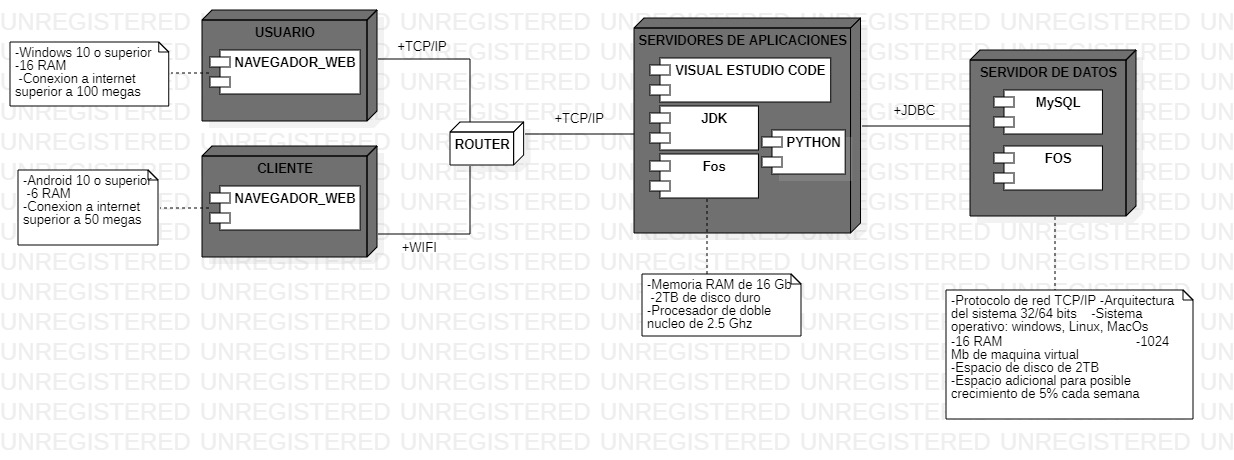 USUARIO
NAVEGADOR_WEB
-Windows 10 o superior
-16 RAM
-Conexion a internet
superior a 100 megas
+TCP/IP
CLIENTE
NAVEGADOR_WEB
-Android 10 o superior
-6 RAM
-Conexion a internet
superior a 50 megas
+WIFI
ROUTER
+TCP/IP
SERVIDORES DE APLICACIONES
VISUAL ESTUDIO CODE
JDK
PYTHON
Fos
-Memoria RAM de 16 Gb
-2TB de disco duro
-Procesador de doble
nucleo de 2.5 Ghz
+JDBC
SERVIDOR DE DATOS
MySQL
FOS
-Protocolo de red TCP/IP -Arquitectura
del sistema 32/64 bits -Sistema
operativo: windows, Linux, MacOs
-16 RAM -1024
Mb de maquina virtual
-Espacio de disco de 2TB
-Espacio adicional para posible
crecimiento de 5% cada semana
UNREGISTERED